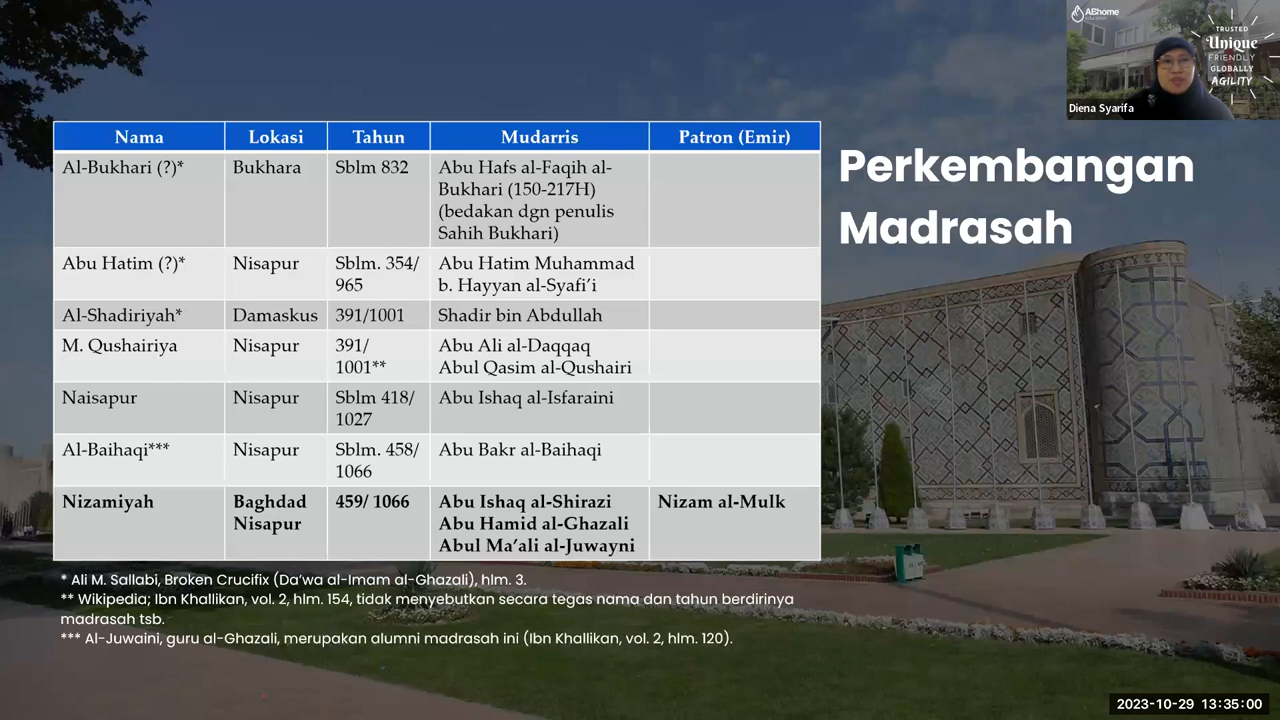 ABhome
education
TRUSTED
Unique
FRIENDLY
GLOBALLY
AGILITY
Diena Syarifa
Perkembangan
Madrasah
Nama Lokasi Tahun Mudarris Patron (Emir)
Al-Bukhari (?)* Bukhara Sblm 832 Abu Hafs al-Faqih al-
Bukhari (150-217H)
(bedakan dgn penulis
Sahih Bukhari)
Abu Hatim (?)* Nisapur Sblm. 354/ Abu Hatim Muhammad
965 b. Hayyan al-Syafi’i
Al-Shadiriyah* Damaskus 391/1001 Shadir bin Abdullah
M. Qushairiya Nisapur 391/ Abu Ali al-Daqqaq
1001** Abul Qasim al-Qushairi
Naisapur Nisapur Sblm 418/ Abu Ishaq al-Isfaraini
1027
Al-Baihaqi*** Nisapur Sblm. 458/ Abu Bakr al-Baihaqi
1066
Nizamiyah Baghdad 459/ 1066 Abu Ishaq al-Shirazi Nizam al-Mulk
Nisapur Abu Hamid al-Ghazali
Abul Ma’ali al-Juwayni
* Ali M. Sallabi, Broken Crucifix (Da’wa al-Imam al-Ghazali), hlm. 3.
** Wikipedia; Ibn Khallikan, vol. 2, hlm. 154, tidak menyebutkan secara tegas nama dan tahun berdirinya
madrasah tsb.
*** Al-Juwaini, guru al-Ghazali, merupakan alumni madrasah ini (Ibn Khallikan, vol. 2, hlm. 120).
2023-10-29 13:35:00